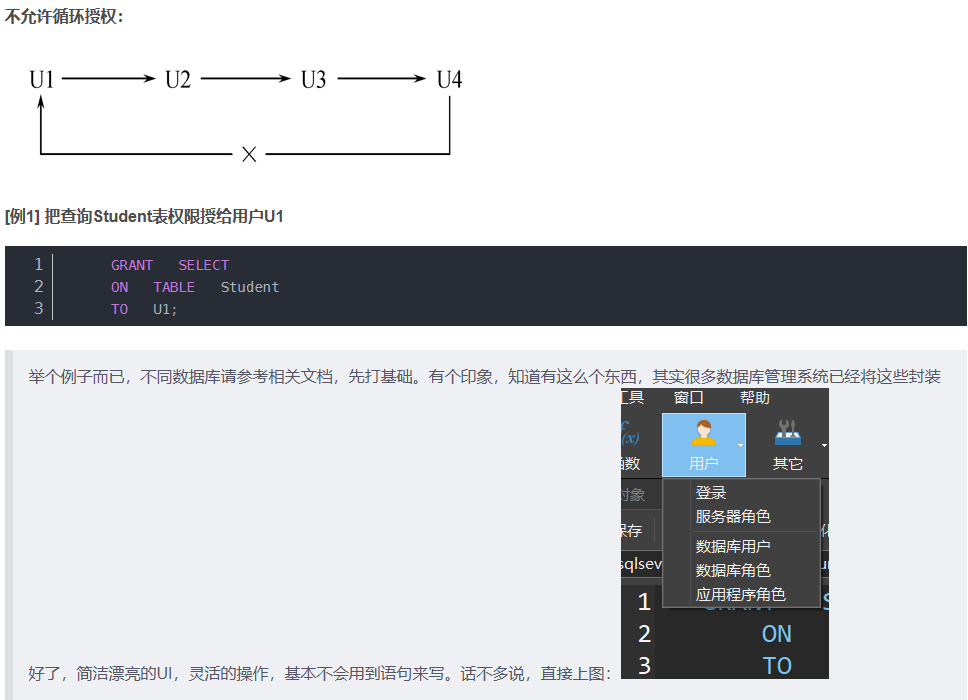 不允许循环授权：
U1 U2 U3 U4
×
[例1] 把查询Student表权限授给用户U1
1 GRANT SELECT
2 ON TABLE Student
3 TO U1;
举个例子而已，不同数据库请参考相关文档，先打基础。有个印象，知道有这么个东西，其实很多数据库管理系统已经将这些封装
工具 窗口 帮助
(x)
函数 用户 其它
对象
登录
服务器角色
保存
数据库用户
sqlsev
数据库角色
应用程序角色
1
2 ON
3 TO
好了，简洁漂亮的UI，灵活的操作，基本不会用到语句来写。话不多说，直接上图：